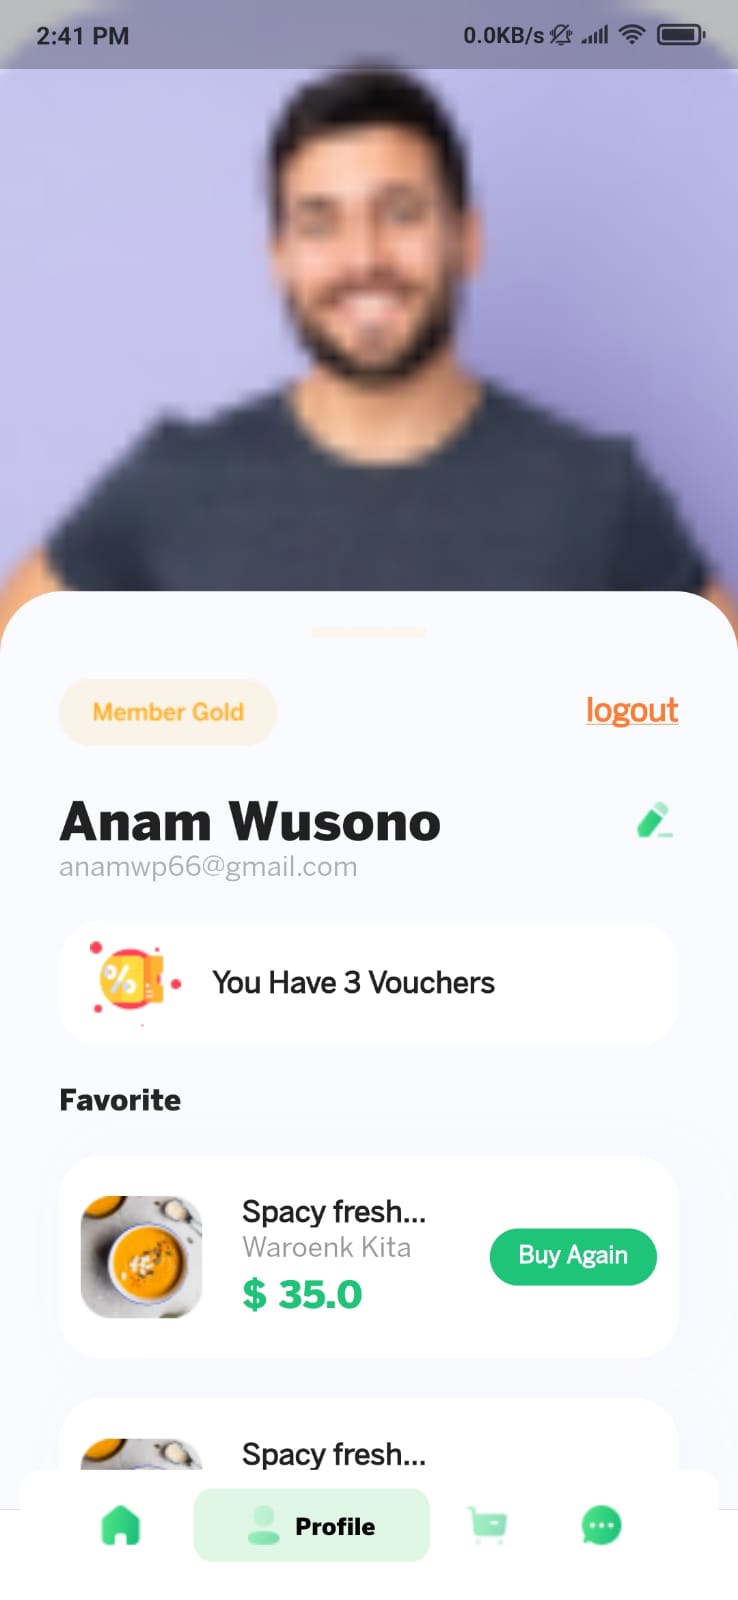 2:41 PM
0.0KB/s
Member Gold
logout
Anam Wusono
anamwp66@gmail.com
%
You Have 3 Vouchers
Favorite
Spacy fresh...
Waroenk Kita
$ 35.0
Buy Again
Spacy fresh...
Profile